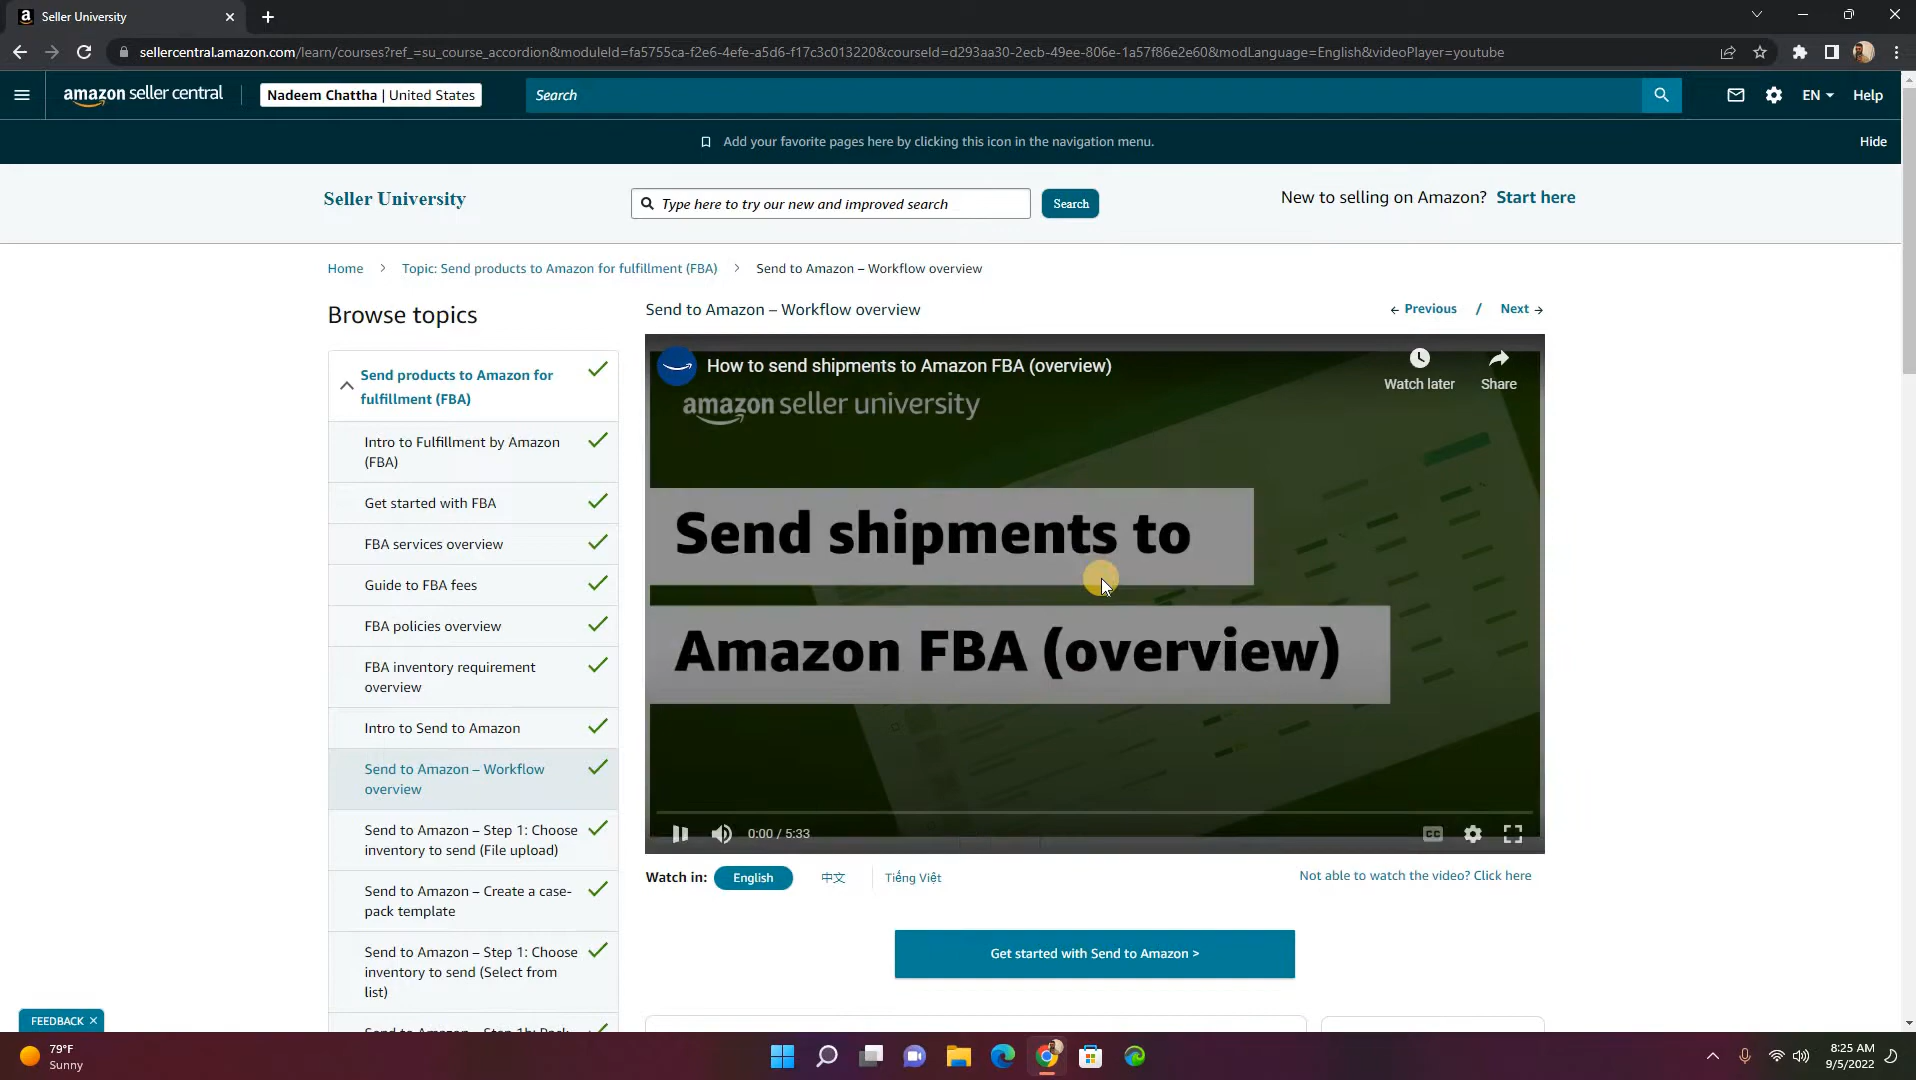 Seller University
sellercentral.amazon.com/learn/courses?ref_=su_course_accordion&moduleId=fa5755ca-f2e6-4efe-a5d6-f17c3c013220&courseId=d293aa30-2ecb-49ee-806e-1a57f86e2e60&modLanguage=English&videoPlayer=youtube
amazon seller central
Nadeem Chattha | United States
Search
EN
Help
Add your favorite pages here by clicking this icon in the navigation menu.
Hide
Seller University
Type here to try our new and improved search
Search
New to selling on Amazon? Start here
Home > Topic: Send products to Amazon for fulfillment (FBA) > Send to Amazon – Workflow overview
Browse topics
Send products to Amazon for
fulfillment (FBA)
Intro to Fulfillment by Amazon
(FBA)
Get started with FBA
FBA services overview
Guide to FBA fees
FBA policies overview
FBA inventory requirement
overview
Intro to Send to Amazon
Send to Amazon – Workflow
overview
Send to Amazon – Step 1: Choose
inventory to send (File upload)
Send to Amazon – Create a case-
pack template
Send to Amazon – Step 1: Choose
inventory to send (Select from
list)
Send to Amazon – Step 1b: Pack
Send to Amazon – Workflow overview
← Previous / Next →
How to send shipments to Amazon FBA (overview)
Watch later
Share
amazon seller university
Send shipments to
Amazon FBA (overview)
0:00 / 5:33
CC
Watch in: English 中文 Tiếng Việt
Not able to watch the video? Click here
Get started with Send to Amazon >
FEEDBACK ×
79°F
Sunny
8:25 AM
9/5/2022